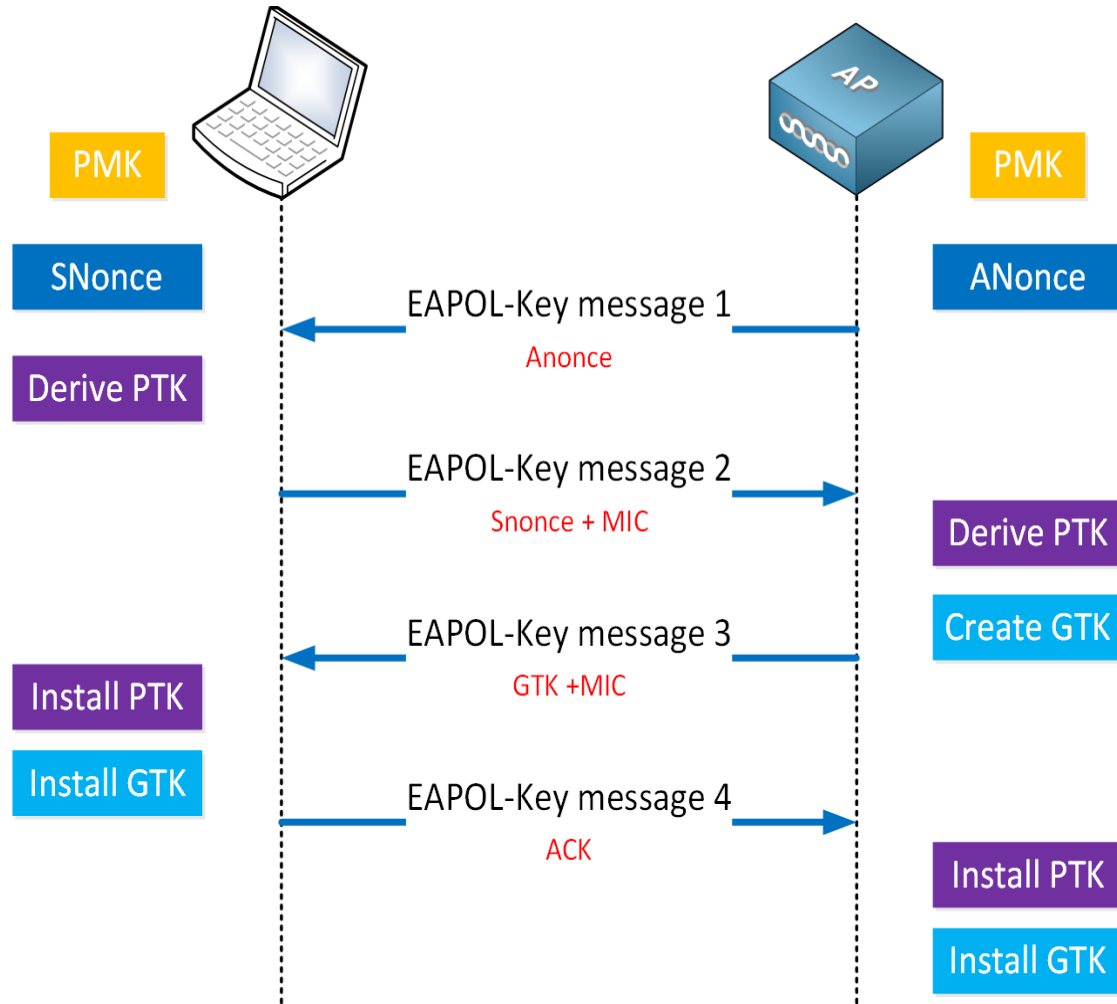 AP
PMK
PMK
SNonce
ANonce
EAPOL-Key message 1
Anonce
Derive PTK
EAPOL-Key message 2
Snonce + MIC
Derive PTK
Create GTK
EAPOL-Key message 3
GTK +MIC
Install PTK
Install GTK
EAPOL-Key message 4
ACK
Install PTK
Install GTK